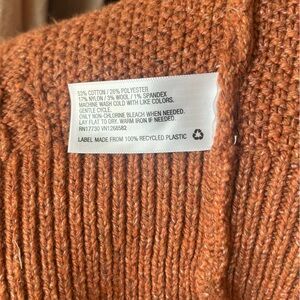 53% COTTON / 26% POLYESTER
17% NYLON / 3% WOOL / 1% SPANDEX
MACHINE WASH COLD WITH LIKE COLORS.
GENTLE CYCLE.
ONLY NON-CHLORINE BLEACH WHEN NEEDED.
LAY FLAT TO DRY. WARM IRON IF NEEDED.
RN17730 VN1266582
LABEL MADE FROM 100% RECYCLED PLASTIC